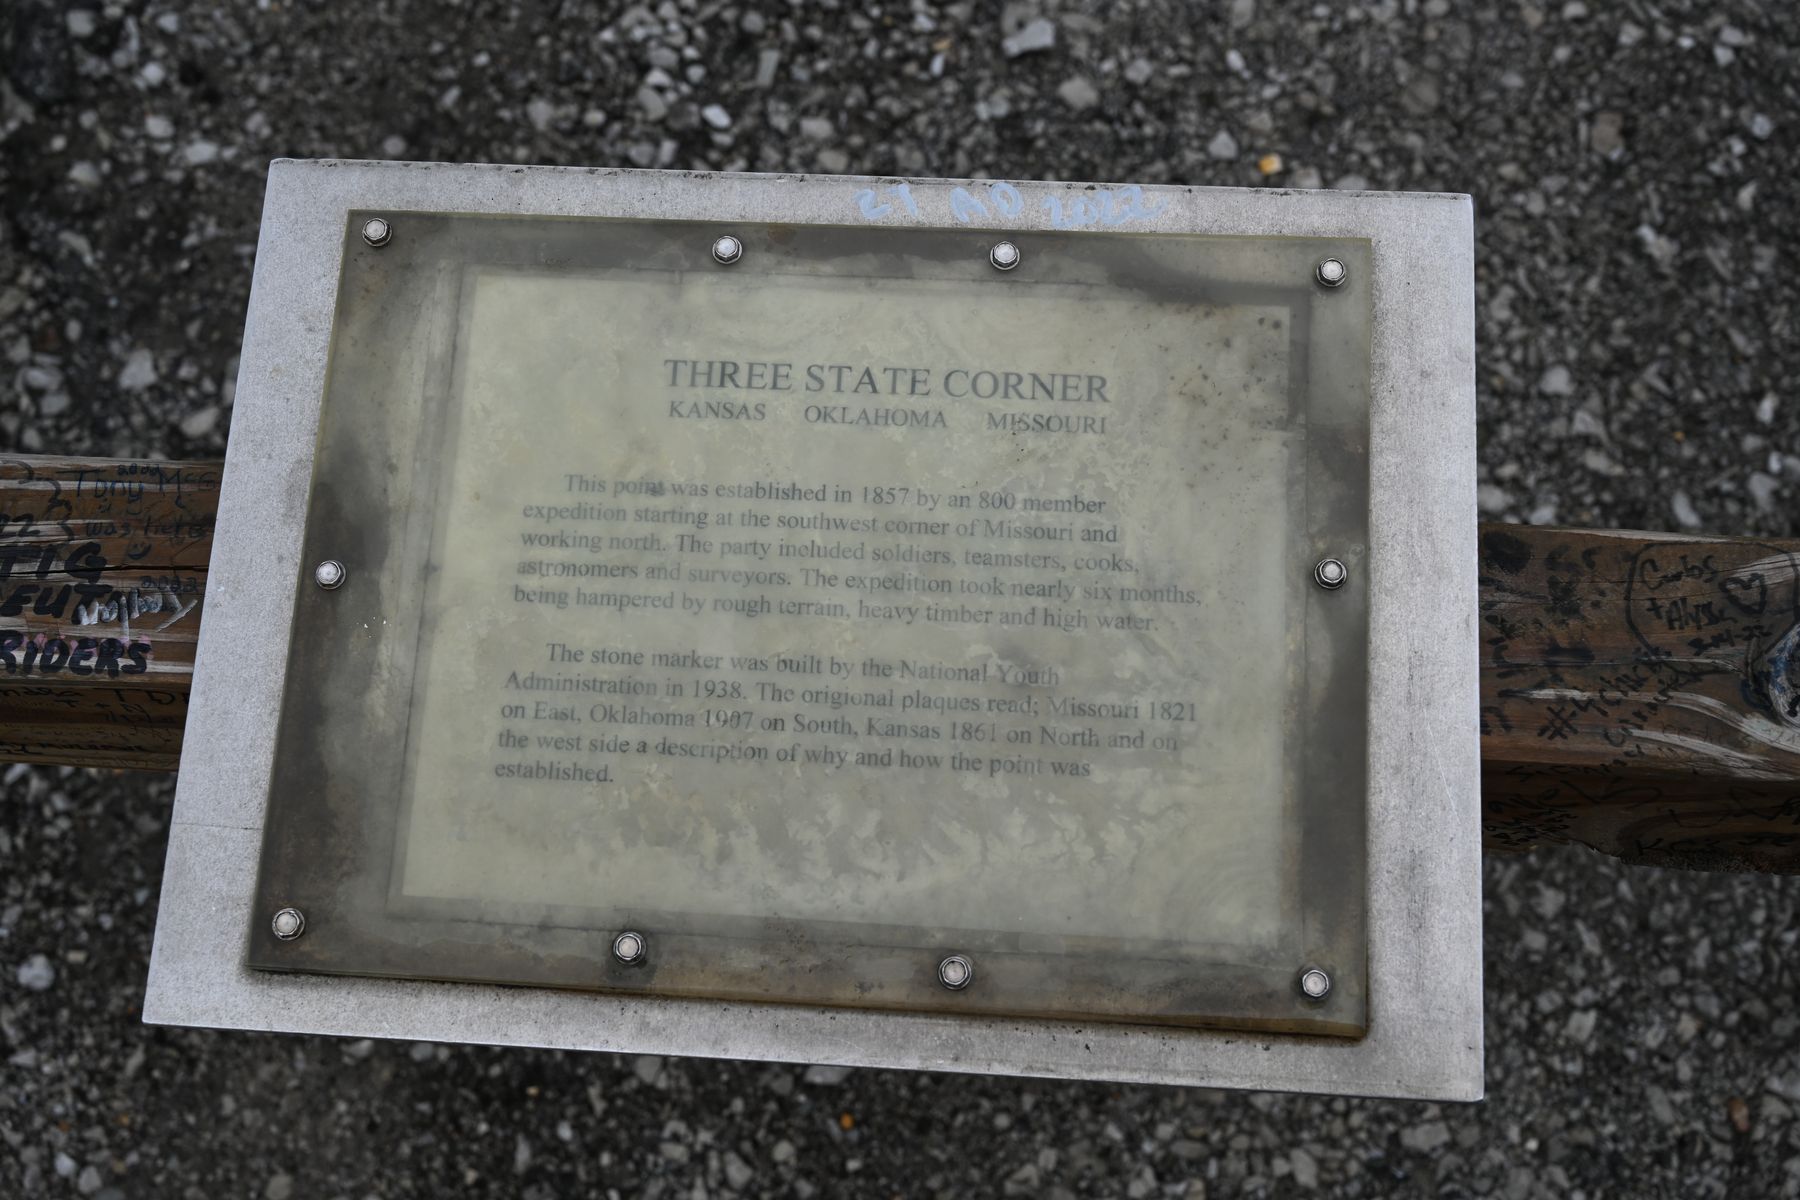 21 AD 2022
THREE STATE CORNER
KANSAS OKLAHOMA MISSOURI
This point was established in 1857 by an 800 member
expedition starting at the southwest corner of Missouri and
working north. The party included soldiers, teamsters, cooks,
astronomers and surveyors. The expedition took nearly six months,
being hampered by rough terrain, heavy timber and high water.
The stone marker was built by the National Youth
Administration in 1938. The origional plaques read; Missouri 1821
on East, Oklahoma 1907 on South, Kansas 1861 on North and on
the west side a description of why and how the point was
established.
Tony
was here
TIG
RIDERS